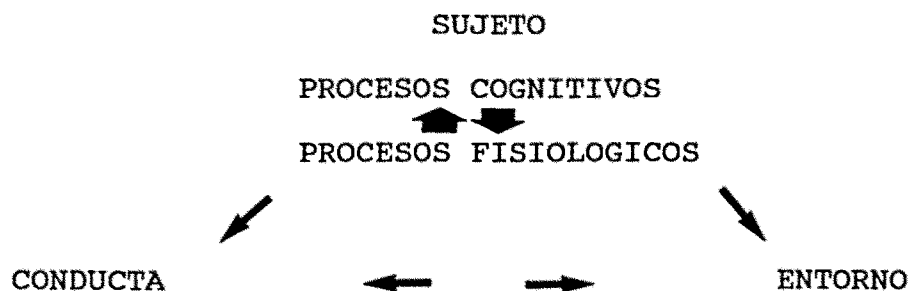 SUJETO
PROCESOS COGNITIVOS
PROCESOS FISIOLOGICOS
CONDUCTA ENTORNO